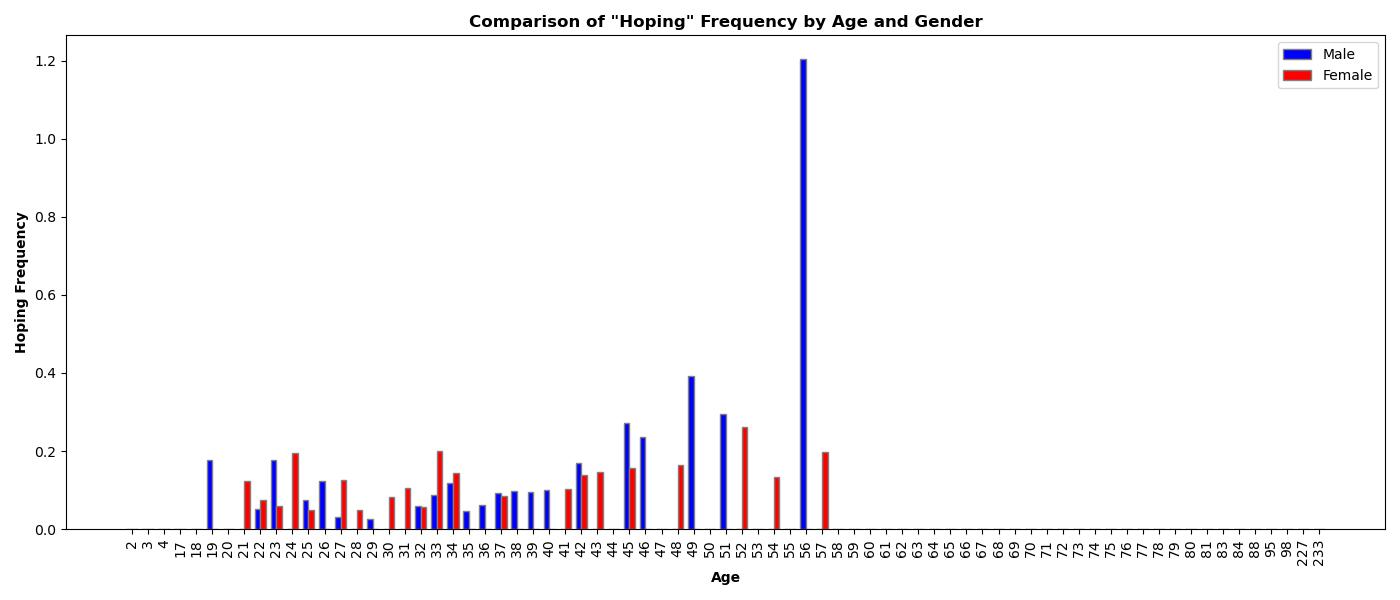 Comparison of "Hoping" Frequency by Age and Gender
Male
Female
Hoping Frequency
1.2
1.0
0.8
0.6
0.4
0.2
0.0
2 3 4 17 18 19 20 21 22 23 24 25 26 27 28 29 30 31 32 33 34 35 36 37 38 39 40 41 42 43 44 45 46 47 48 49 50 51 52 53 54 55 56 57 58 59 60 61 62 63 64 65 66 67 68 69 70 71 72 73 74 75 76 77 78 79 80 81 83 84 88 95 98 227 233
Age